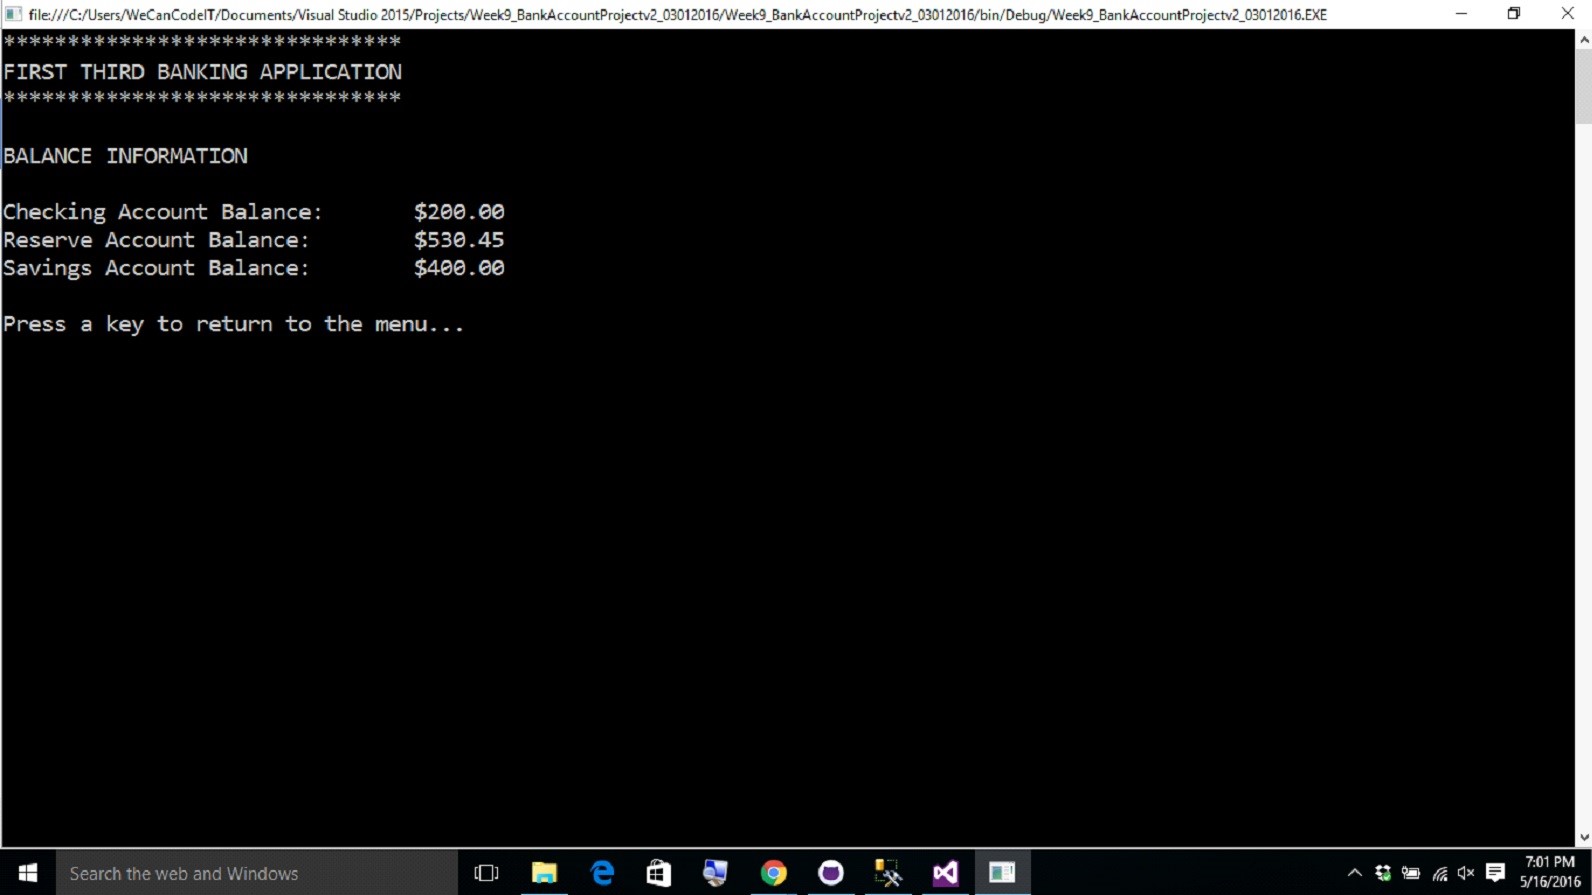 file:///C:/Users/WeCanCodeIT/Documents/Visual Studio 2015/Projects/Week9_BankAccountProjectv2_03012016/Week9_BankAccountProjectv2_03012016/bin/Debug/Week9_BankAccountProjectv2_03012016.EXE
*******************************
FIRST THIRD BANKING APPLICATION
*******************************
BALANCE INFORMATION
Checking Account Balance: $200.00
Reserve Account Balance: $530.45
Savings Account Balance: $400.00
Press a key to return to the menu...
Search the web and Windows
7:01 PM
5/16/2016